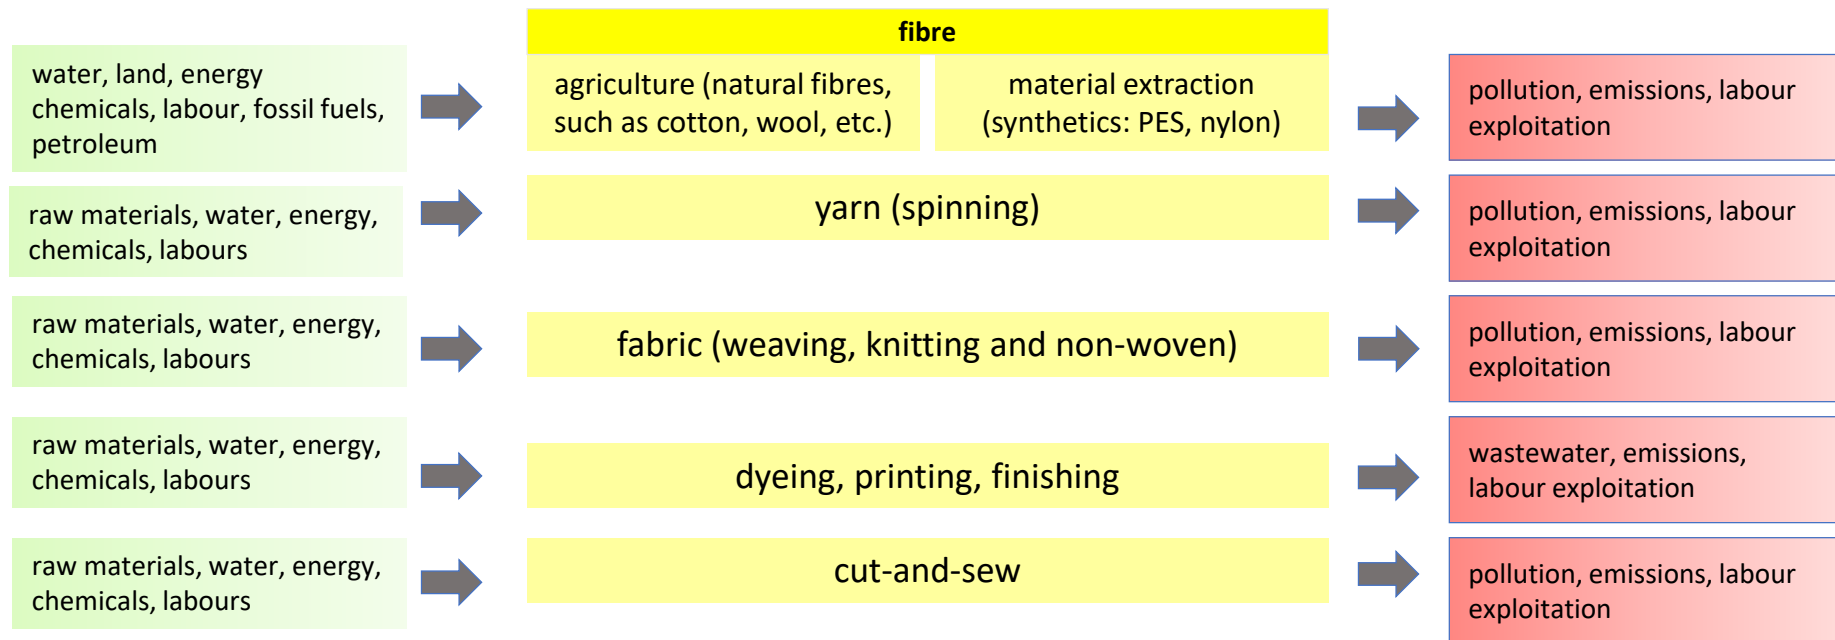 fibre
water, land, energy
chemicals, labour, fossil fuels,
petroleum
agriculture (natural fibres,
such as cotton, wool, etc.)
material extraction
(synthetics: PES, nylon)
pollution, emissions, labour
exploitation
raw materials, water, energy,
chemicals, labours
yarn (spinning)
pollution, emissions, labour
exploitation
raw materials, water, energy,
chemicals, labours
fabric (weaving, knitting and non-woven)
pollution, emissions, labour
exploitation
raw materials, water, energy,
chemicals, labours
dyeing, printing, finishing
wastewater, emissions,
labour exploitation
raw materials, water, energy,
chemicals, labours
cut-and-sew
pollution, emissions, labour
exploitation